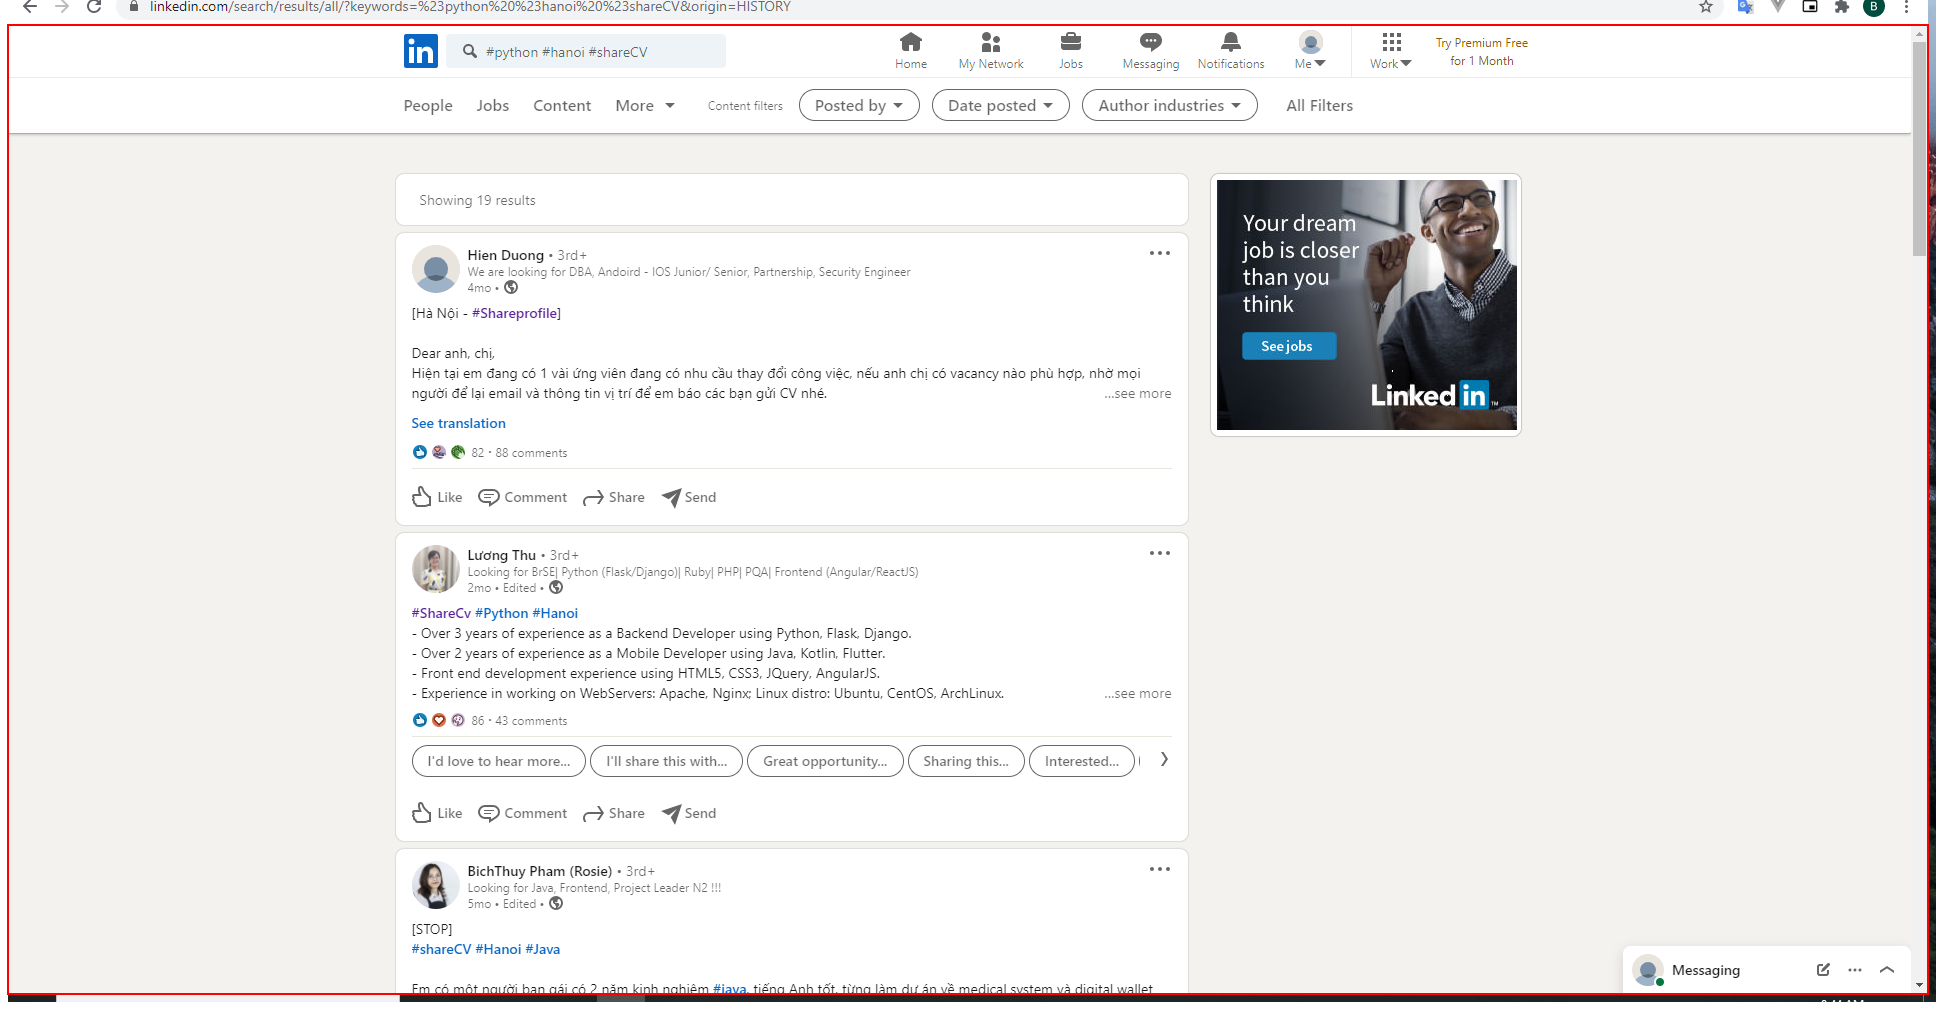 linkedin.com/search/results/all/?keywords=%23python%20%23hanoi%20%23shareCV&origin=HISTORY
B
in
#python #hanoi #shareCV
Home
My Network
Jobs
Messaging
Notifications
Me
Work
Try Premium Free
for 1 Month
People
Jobs
Content
More
Content filters
Posted by
Date posted
Author industries
All Filters
Showing 19 results
Hien Duong • 3rd+
We are looking for DBA, Andoird - IOS Junior/ Senior, Partnership, Security Engineer
4mo •
[Hà Nội - #Shareprofile]
Dear anh, chị,
Hiện tại em đang có 1 vài ứng viên đang có nhu cầu thay đổi công việc, nếu anh chị có vacancy nào phù hợp, nhờ mọi
người để lại email và thông tin vị trí để em báo các bạn gửi CV nhé.
...see more
See translation
82 • 88 comments
Like
Comment
Share
Send
Your dream
job is closer
than you
think
See jobs
Linked in ™
Lương Thu • 3rd+
Looking for BrSE| Python (Flask/Django)| Ruby| PHP| PQA| Frontend (Angular/ReactJS)
2mo • Edited •
#ShareCv #Python #Hanoi
- Over 3 years of experience as a Backend Developer using Python, Flask, Django.
- Over 2 years of experience as a Mobile Developer using Java, Kotlin, Flutter.
- Front end development experience using HTML5, CSS3, JQuery, AngularJS.
- Experience in working on WebServers: Apache, Nginx; Linux distro: Ubuntu, CentOS, ArchLinux.
...see more
86 • 43 comments
I'd love to hear more...
I'll share this with...
Great opportunity...
Sharing this...
Interested...
Like
Comment
Share
Send
BichThuy Pham (Rosie) • 3rd+
Looking for Java, Frontend, Project Leader N2 !!!
5mo • Edited •
[STOP]
#shareCV #Hanoi #Java
Em có một người bạn gái có 2 năm kinh nghiệm #java, tiếng Anh tốt, từng làm dự án về medical system và digital wallet
Messaging